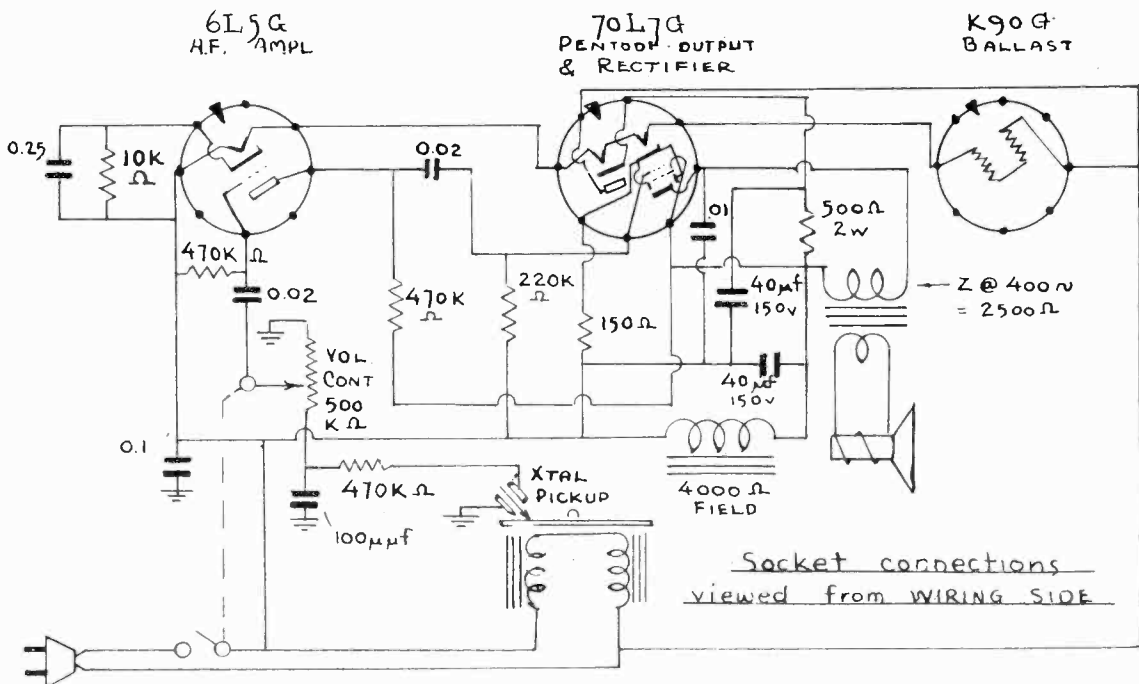 6L5G
H.F. AMPL
70L7G
PENTODE OUTPUT
& RECTIFIER
K90G
BALLAST
0.25
10K
Ω
0.02
470K Ω
0.02
470K
Ω
220K
Ω
150Ω
.01
40μf
150v
500Ω
2W
Z @ 400~
= 2500Ω
40μf
150v
VOL
CONT
500
KΩ
0.1
470KΩ
100μμf
XTAL
PICKUP
4000Ω
FIELD
Socket connections
viewed from WIRING SIDE